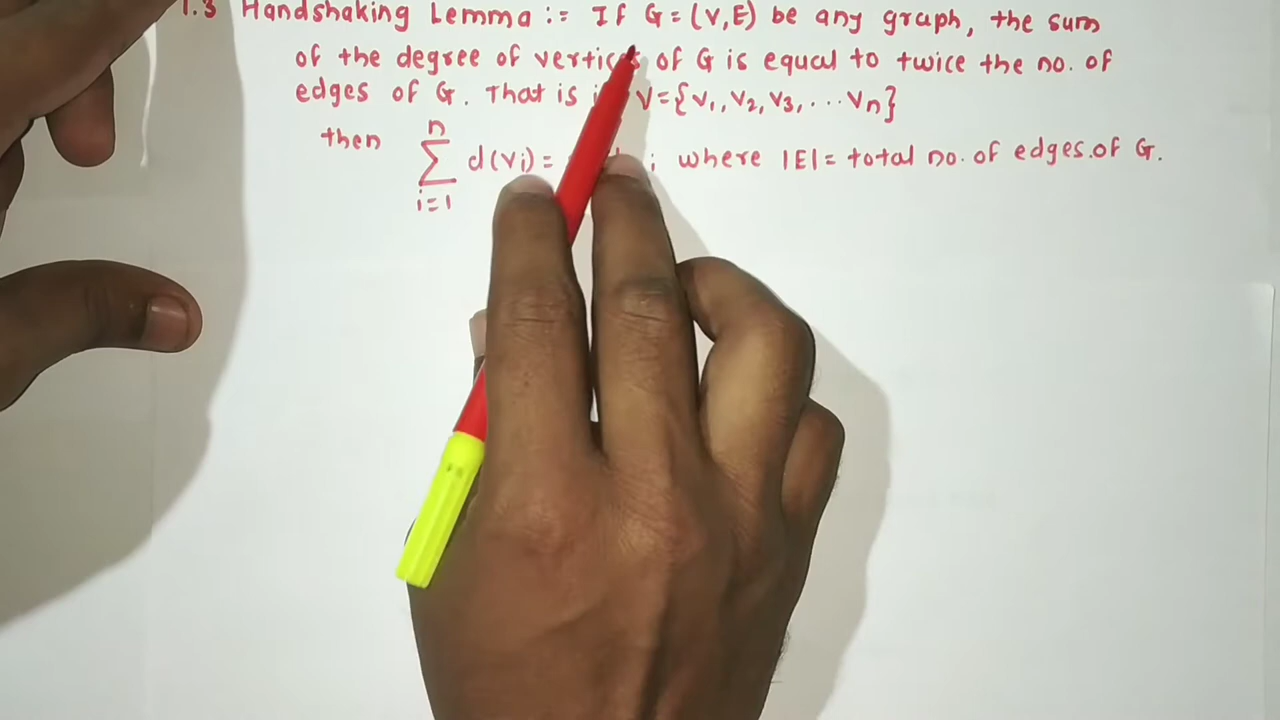 1.3 Handshaking Lemma := If G = (V,E) be any graph, the sum
of the degree of vertices of G is equal to twice the no. of
edges of G. That is V = {V1, V2, V3, ... Vn}
then n Σ i=1 d(Vi) = ; where |E| = total no. of edges of G.